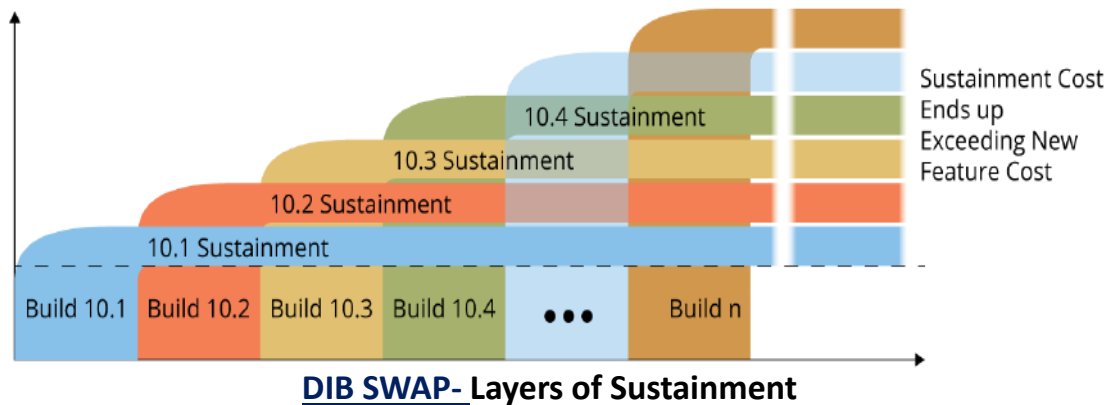 10.4 Sustainment
10.3 Sustainment
10.2 Sustainment
10.1 Sustainment
Sustainment Cost
Ends up
Exceeding New
Feature Cost
Build 10.1 Build 10.2 Build 10.3 Build 10.4 ••• Build n
DIB SWAP- Layers of Sustainment